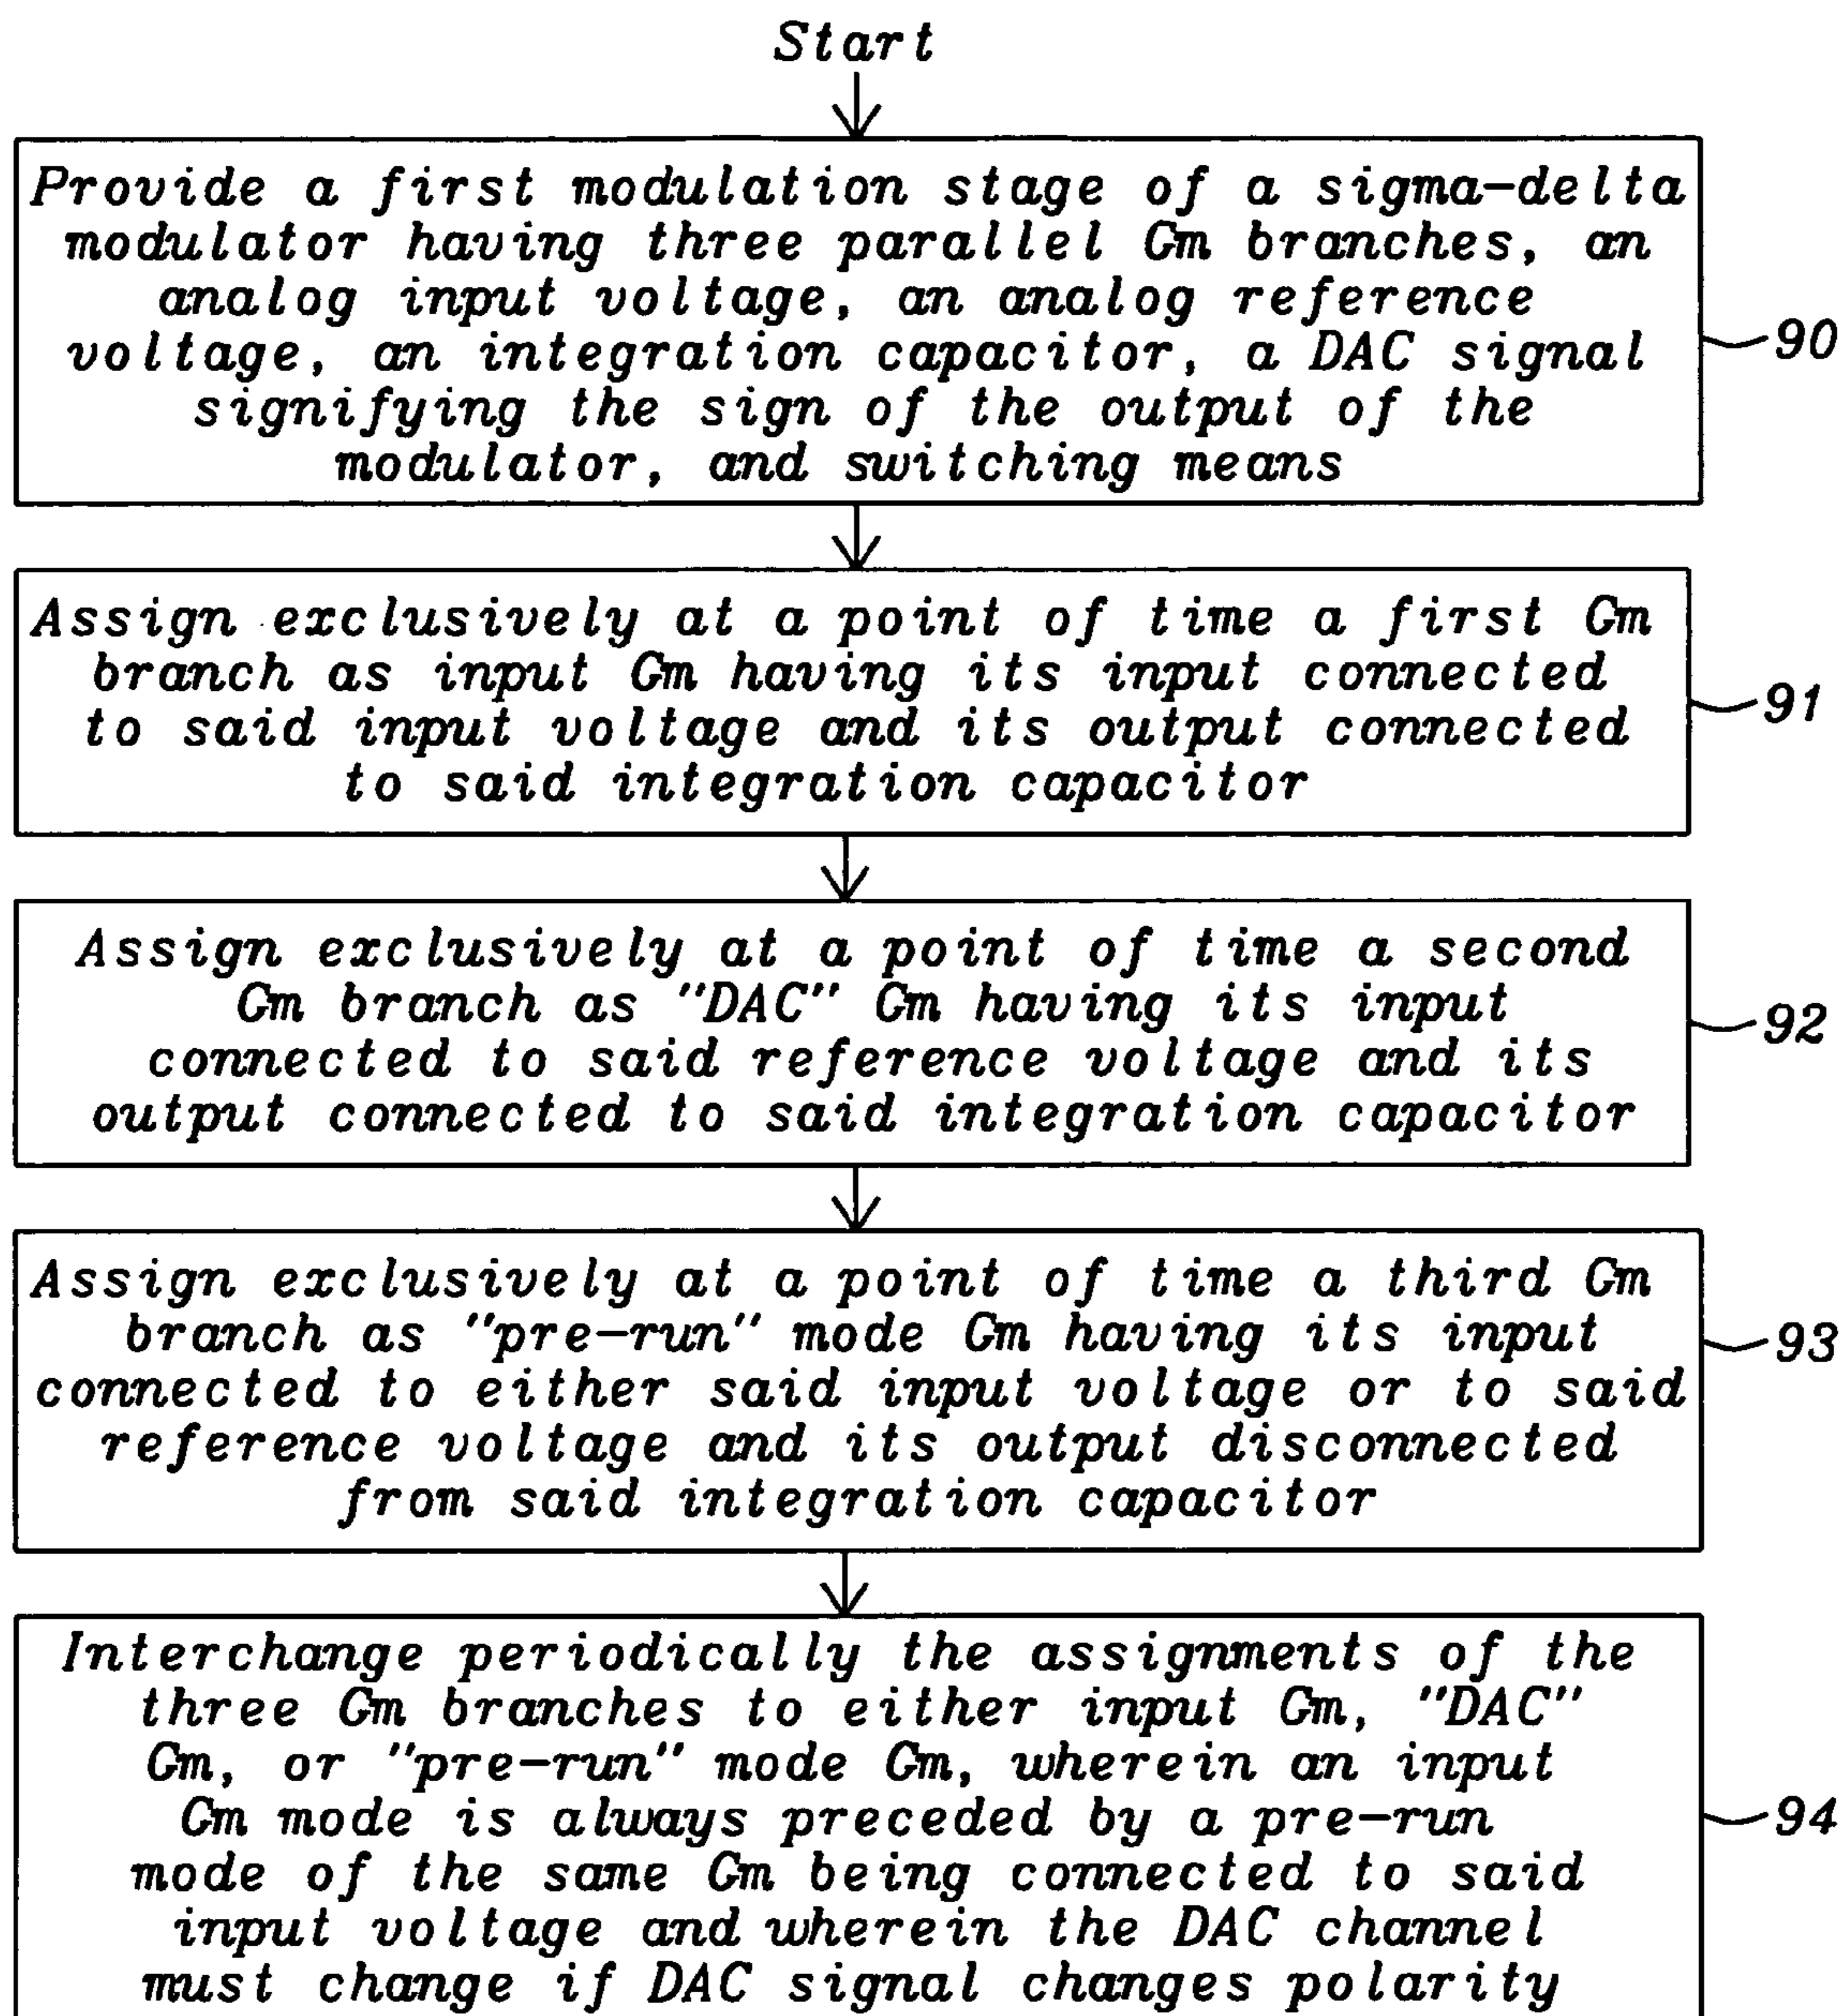 Start
Provide a first modulation stage of a sigma-delta
modulator having three parallel Gm branches, an
analog input voltage, an analog reference
voltage, an integration capacitor, a DAC signal
signifying the sign of the output of the
modulator, and switching means
90
Assign exclusively at a point of time a first Gm
branch as input Gm having its input connected
to said input voltage and its output connected
to said integration capacitor
91
Assign exclusively at a point of time a second
Gm branch as "DAC" Gm having its input
connected to said reference voltage and its
output connected to said integration capacitor
92
Assign exclusively at a point of time a third Gm
branch as "pre-run" mode Gm having its input
connected to either said input voltage or to said
reference voltage and its output disconnected
from said integration capacitor
93
Interchange periodically the assignments of the
three Gm branches to either input Gm, "DAC"
Gm, or "pre-run" mode Gm, wherein an input
Gm mode is always preceded by a pre-run
mode of the same Gm being connected to said
input voltage and wherein the DAC channel
must change if DAC signal changes polarity
94